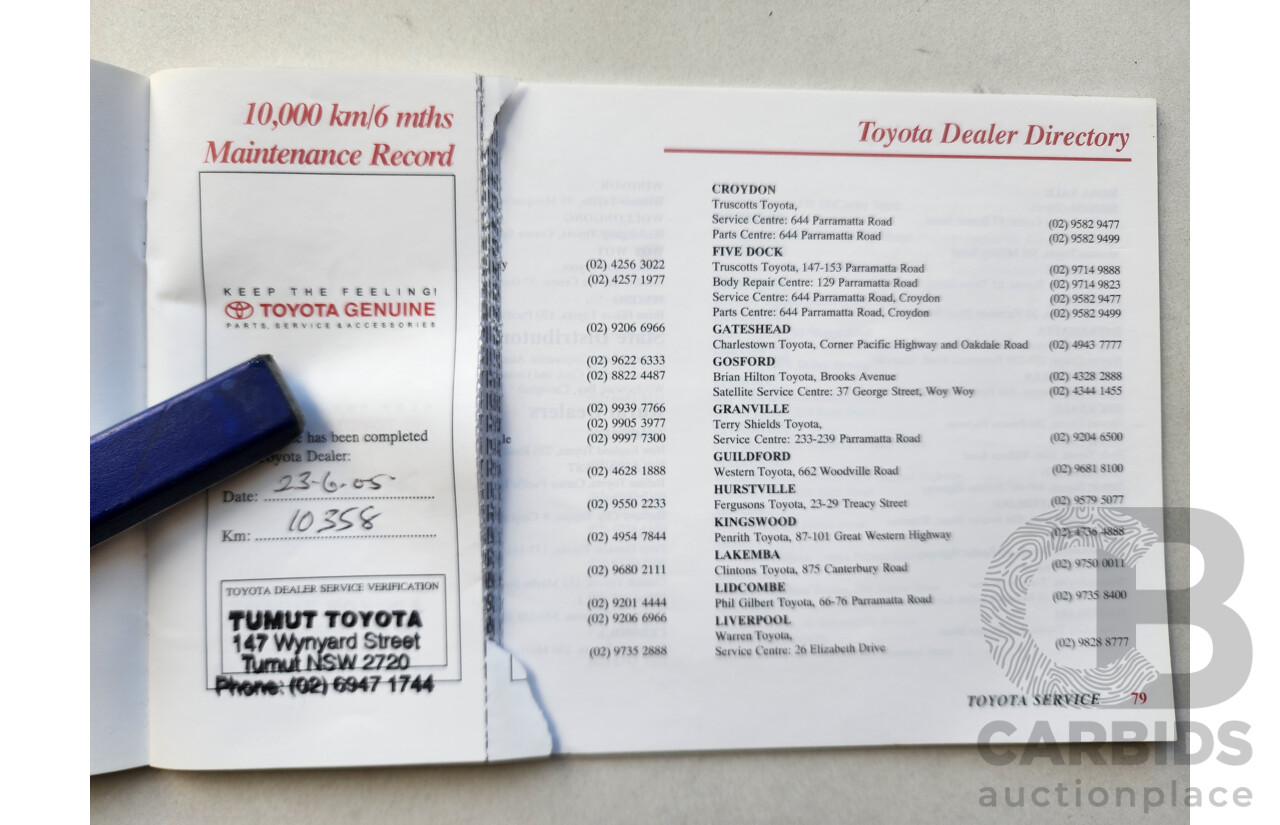 10,000 km/6 mths
Maintenance Record
KEEP THE FEELING!
TOYOTA GENUINE
PARTS, SERVICE & ACCESSORIES
has been completed
Toyota Dealer:
Date: 23-6-05
Km: 10358
TOYOTA DEALER SERVICE VERIFICATION
TUMUT TOYOTA
147 Wynyard Street
Tumut NSW 2720
Phone: (02) 6947 1744
(02) 4256 3022
(02) 4257 1977
(02) 9206 6966
(02) 9622 6333
(02) 8822 4487
(02) 9939 7766
(02) 9905 3977
(02) 9997 7300
(02) 4628 1888
(02) 9550 2233
(02) 4954 7844
(02) 9680 2111
(02) 9201 4444
(02) 9206 6966
(02) 9735 2888
Toyota Dealer Directory
CROYDON
Truscotts Toyota,
Service Centre: 644 Parramatta Road (02) 9582 9477
Parts Centre: 644 Parramatta Road (02) 9582 9499
FIVE DOCK
Truscotts Toyota, 147-153 Parramatta Road (02) 9714 9888
Body Repair Centre: 129 Parramatta Road (02) 9714 9823
Service Centre: 644 Parramatta Road, Croydon (02) 9582 9477
Parts Centre: 644 Parramatta Road, Croydon (02) 9582 9499
GATESHEAD
Charlestown Toyota, Corner Pacific Highway and Oakdale Road (02) 4943 7777
GOSFORD
Brian Hilton Toyota, Brooks Avenue (02) 4328 2888
Satellite Service Centre: 37 George Street, Woy Woy (02) 4344 1455
GRANVILLE
Terry Shields Toyota,
Service Centre: 233-239 Parramatta Road (02) 9204 6500
GUILDFORD
Western Toyota, 662 Woodville Road (02) 9681 8100
HURSTVILLE
Fergusons Toyota, 23-29 Treacy Street (02) 9579 5077
KINGSWOOD
Penrith Toyota, 87-101 Great Western Highway (02) 4736 4888
LAKEMBA
Clintons Toyota, 875 Canterbury Road (02) 9750 0011
LIDCOMBE
Phil Gilbert Toyota, 66-76 Parramatta Road (02) 9735 8400
LIVERPOOL
Warren Toyota,
Service Centre: 26 Elizabeth Drive (02) 9828 8777
TOYOTA SERVICE 79
CARBIDS
auctionplace